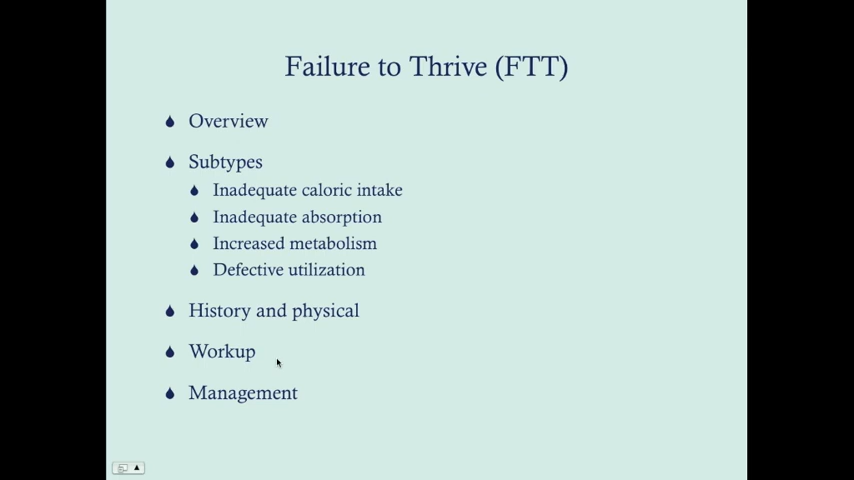 Failure to Thrive (FTT)
Overview
Subtypes
Inadequate caloric intake
Inadequate absorption
Increased metabolism
Defective utilization
History and physical
Workup
Management